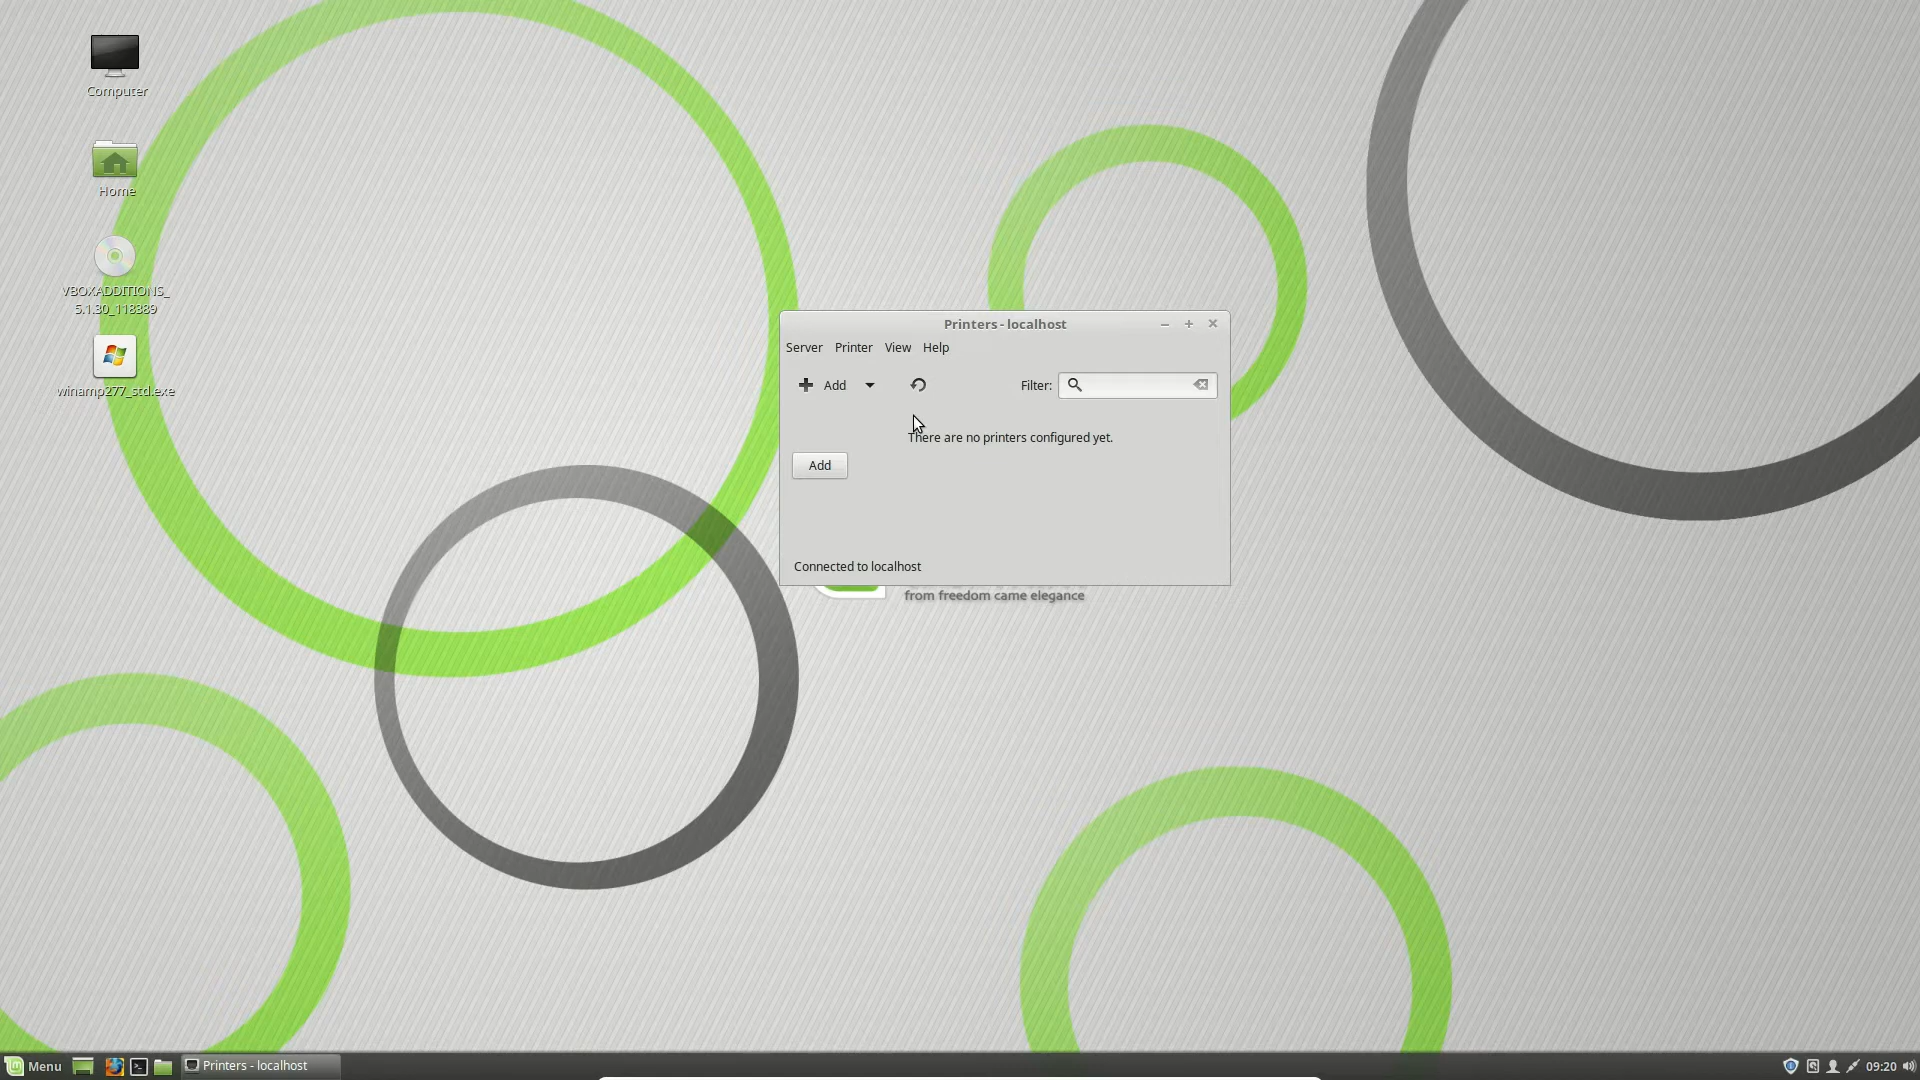 Computer
Home
VBOXADDITIONS_
5.1.30_118389
winamp277_std.exe
Printers - localhost
Server Printer View Help
Add
Filter:
There are no printers configured yet.
Add
Connected to localhost
from freedom came elegance
Menu
Printers - localhost
09:20